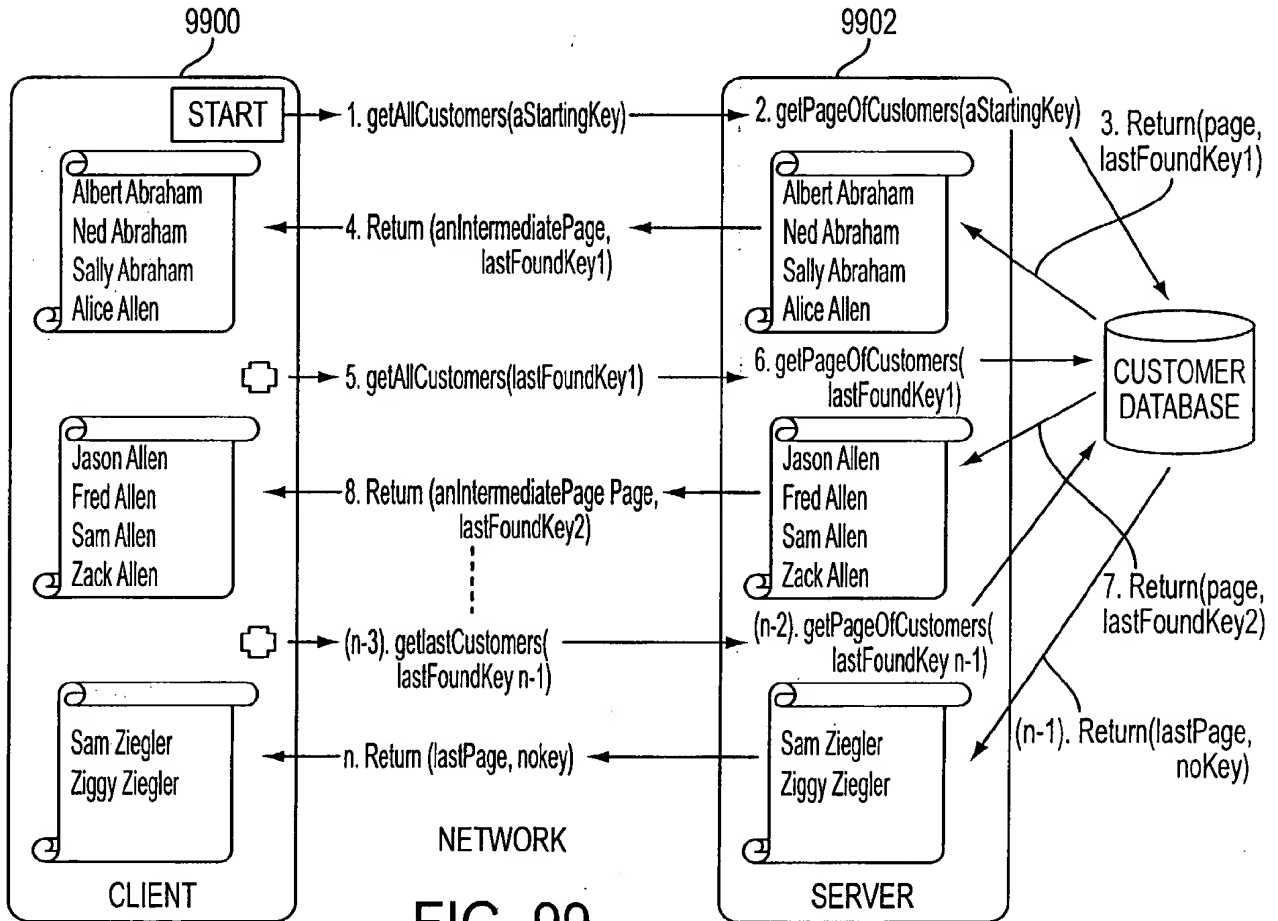 9900
9902
START
1. getAllCustomers(aStartingKey)
2. getPageOfCustomers(aStartingKey)
3. Return(page,
lastFoundKey1)
Albert Abraham
Ned Abraham
Sally Abraham
Alice Allen
4. Return (anIntermediatePage,
lastFoundKey1)
Albert Abraham
Ned Abraham
Sally Abraham
Alice Allen
5. getAllCustomers(lastFoundKey1)
6. getPageOfCustomers(
lastFoundKey1)
CUSTOMER
DATABASE
Jason Allen
Fred Allen
Sam Allen
Zack Allen
8. Return (anIntermediatePage Page,
lastFoundKey2)
Jason Allen
Fred Allen
Sam Allen
Zack Allen
7. Return(page,
lastFoundKey2)
(n-3). getlastCustomers(
lastFoundKey n-1)
(n-2). getPageOfCustomers(
lastFoundKey n-1)
Sam Ziegler
Ziggy Ziegler
n. Return (lastPage, nokey)
Sam Ziegler
Ziggy Ziegler
(n-1). Return(lastPage,
noKey)
NETWORK
CLIENT
SERVER
FIG. 99